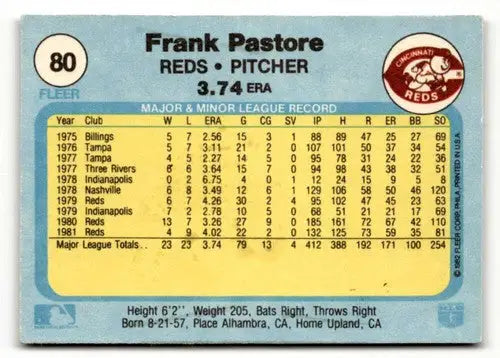 80
FLEER
Frank Pastore
REDS • PITCHER
3.74 ERA
CINCINNATI
REDS
MAJOR & MINOR LEAGUE RECORD
Year Club W L ERA G CG SV IP H R ER BB SO
1975 Billings 5 7 2.56 15 3 1 88 89 47 25 27 69
1976 Tampa 5 7 3.11 21 2 0 107 101 50 37 34 54
1977 Tampa 4 5 2.27 14 5 0 95 78 31 24 22 36
1977 Three Rivers 6 6 3.64 14 4 0 94 98 43 38 32 51
1978 Indianapolis 0 1 6.75 4 0 0 12 24 15 9 5 8
1978 Nashville 6 8 3.49 12 6 1 129 106 58 50 46 120
1979 Reds 6 7 4.26 30 2 4 95 102 47 45 23 63
1979 Indianapolis 7 2 2.78 10 5 0 68 51 21 21 17 49
1980 Reds 13 7 3.26 27 9 0 185 161 72 67 42 110
1981 Reds 4 9 4.02 22 2 0 132 125 73 59 35 81
Major League Totals.. 23 23 3.74 79 13 4 412 388 192 171 100 254
© 1982 FLEER CORP., PHILA., PRINTED IN U.S.A.
Height 6'2", Weight 205, Bats Right, Throws Right
Born 8-21-57, Place Alhambra, CA, Home Upland, CA